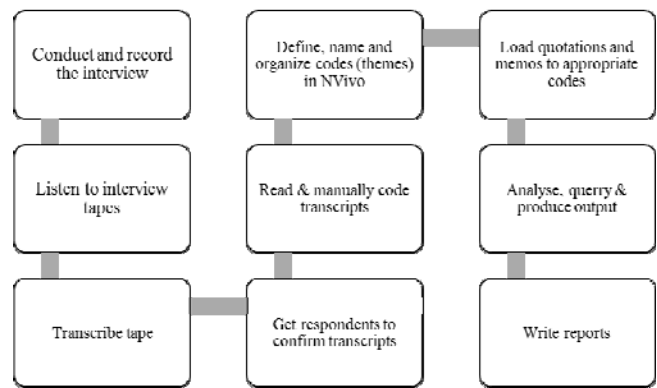 Conduct and record
the interview
Listen to interview
tapes
Transcribe tape
Get respondents to
confirm transcripts
Read & manually code
transcripts
Define, name and
organize codes (themes)
in NVivo
Load quotations and
memos to appropriate
codes
Analyse, querry &
produce output
Write reports